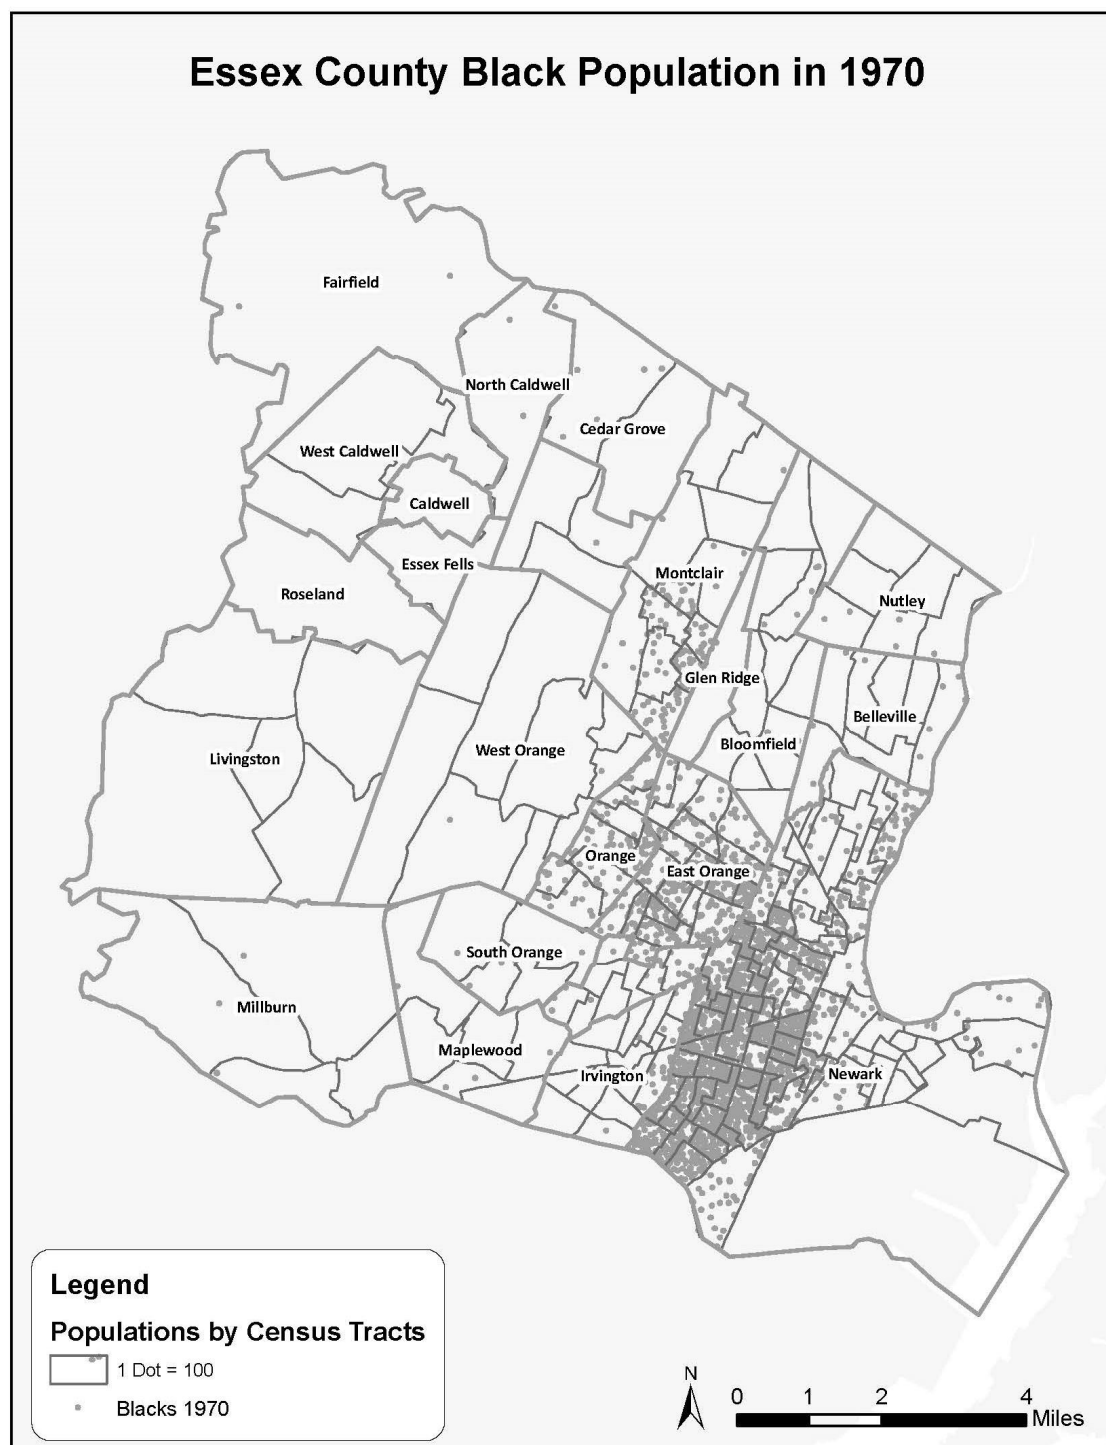 Essex County Black Population in 1970
Fairfield
North Caldwell
Cedar Grove
West Caldwell
Caldwell
Essex Fells
Montclair
Roseland
Nutley
Glen Ridge
Belleville
Bloomfield
West Orange
Livingston
Orange
East Orange
South Orange
Millburn
Maplewood
Irvington
Newark
Legend
Populations by Census Tracts
1 Dot = 100
Blacks 1970
N
0 1 2 4
Miles